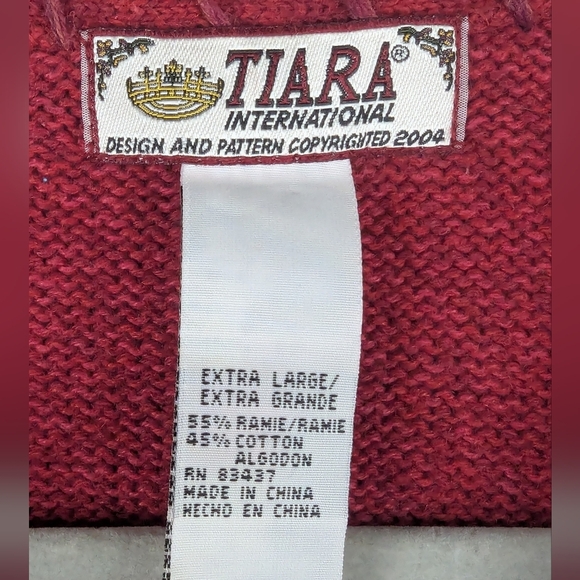 TIARA®
INTERNATIONAL
DESIGN AND PATTERN COPYRIGHTED 2004
EXTRA LARGE/
EXTRA GRANDE
55% RAMIE/RAMIE
45% COTTON
ALGODON
RN 83437
MADE IN CHINA
HECHO EN CHINA